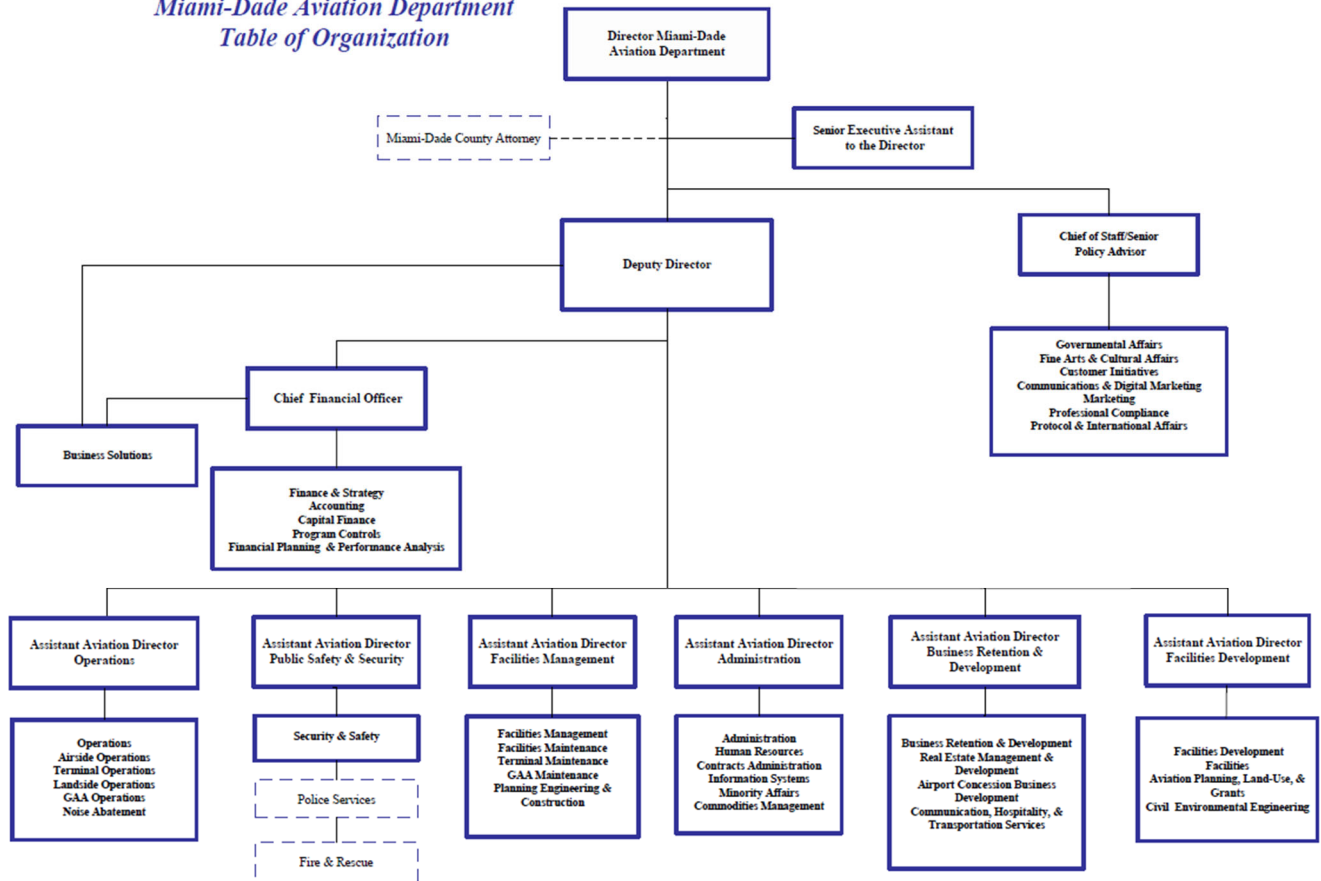 Miami-Dade Aviation Department
Table of Organization
Director Miami-Dade
Aviation Department
Miami-Dade County Attorney
Senior Executive Assistant
to the Director
Deputy Director
Chief of Staff/Senior
Policy Advisor
Governmental Affairs
Fine Arts & Cultural Affairs
Customer Initiatives
Communications & Digital Marketing
Marketing
Professional Compliance
Protocol & International Affairs
Chief Financial Officer
Business Solutions
Finance & Strategy
Accounting
Capital Finance
Program Controls
Financial Planning & Performance Analysis
Assistant Aviation Director
Operations
Assistant Aviation Director
Public Safety & Security
Assistant Aviation Director
Facilities Management
Assistant Aviation Director
Administration
Assistant Aviation Director
Business Retention &
Development
Assistant Aviation Director
Facilities Development
Operations
Airside Operations
Terminal Operations
Landside Operations
GAA Operations
Noise Abatement
Security & Safety
Police Services
Fire & Rescue
Facilities Management
Facilities Maintenance
Terminal Maintenance
GAA Maintenance
Planning Engineering &
Construction
Administration
Human Resources
Contracts Administration
Information Systems
Minority Affairs
Commodities Management
Business Retention & Development
Real Estate Management &
Development
Airport Concession Business
Development
Communication, Hospitality, &
Transportation Services
Facilities Development
Facilities
Aviation Planning, Land-Use, &
Grants
Civil Environmental Engineering